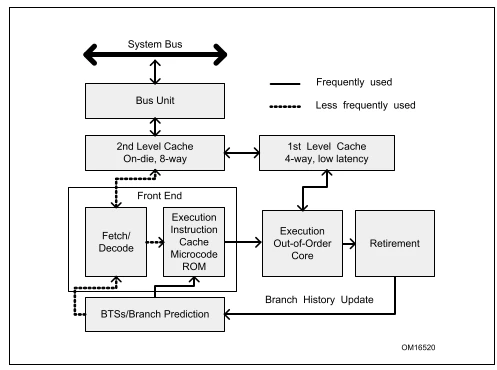 System Bus
Bus Unit
Frequently used
Less frequently used
2nd Level Cache
On-die, 8-way
1st Level Cache
4-way, low latency
Front End
Fetch/
Decode
Execution
Instruction
Cache
Microcode
ROM
Execution
Out-of-Order
Core
Retirement
Branch History Update
BTSs/Branch Prediction
OM16520